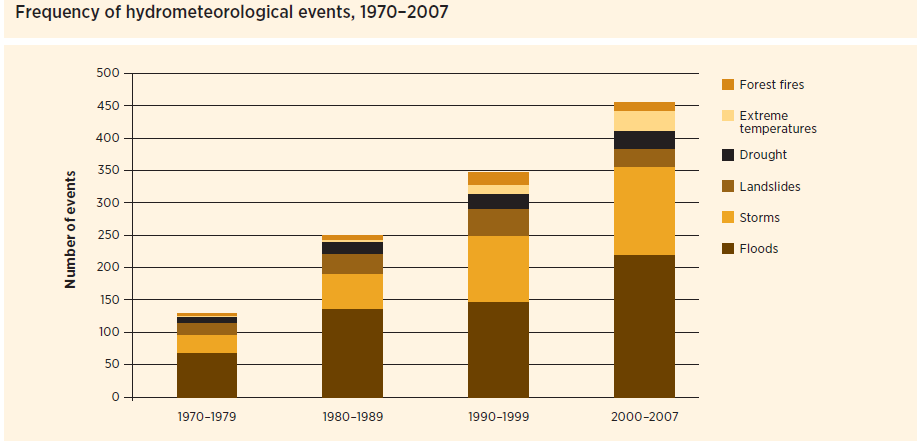 Frequency of hydrometeorological events, 1970–2007
Number of events
500
450
400
350
300
250
200
150
100
50
0
1970–1979
1980–1989
1990–1999
2000–2007
Forest fires
Extreme
temperatures
Drought
Landslides
Storms
Floods